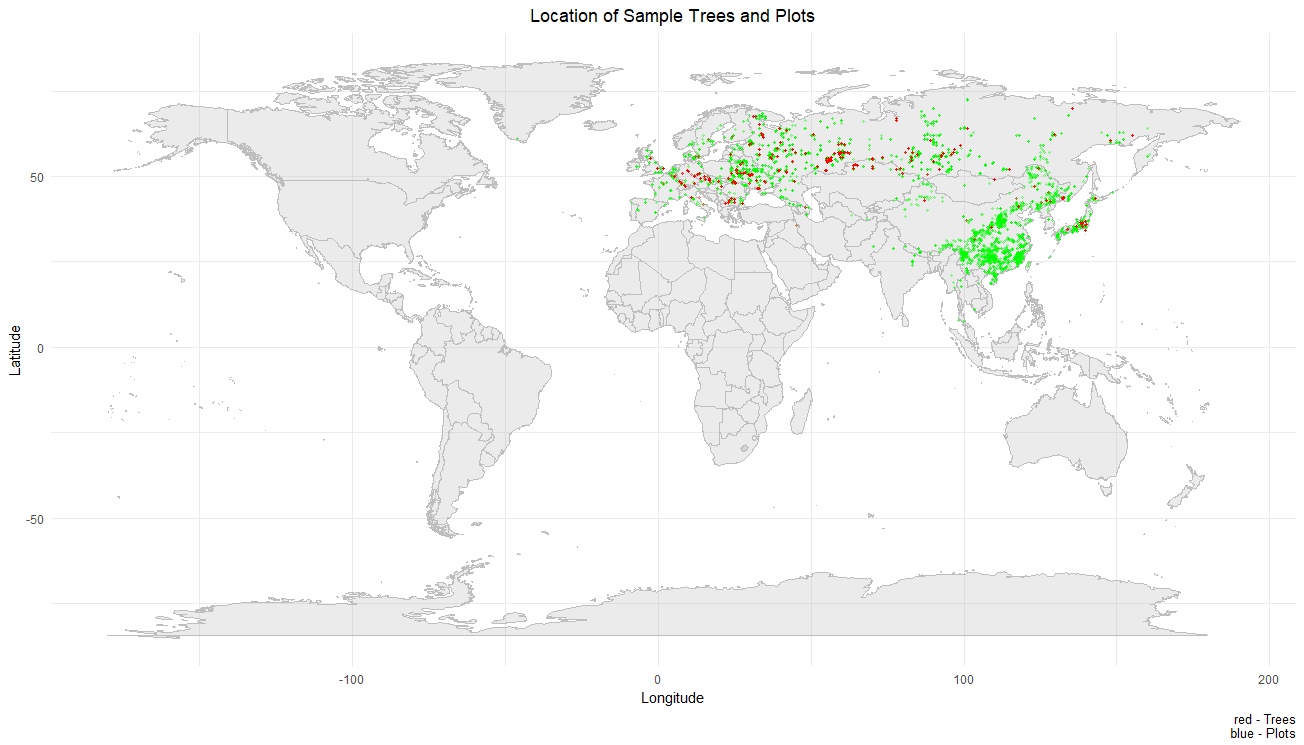 Location of Sample Trees and Plots
Latitude
50
0
-50
-100
0
100
200
Longitude
red - Trees
blue - Plots